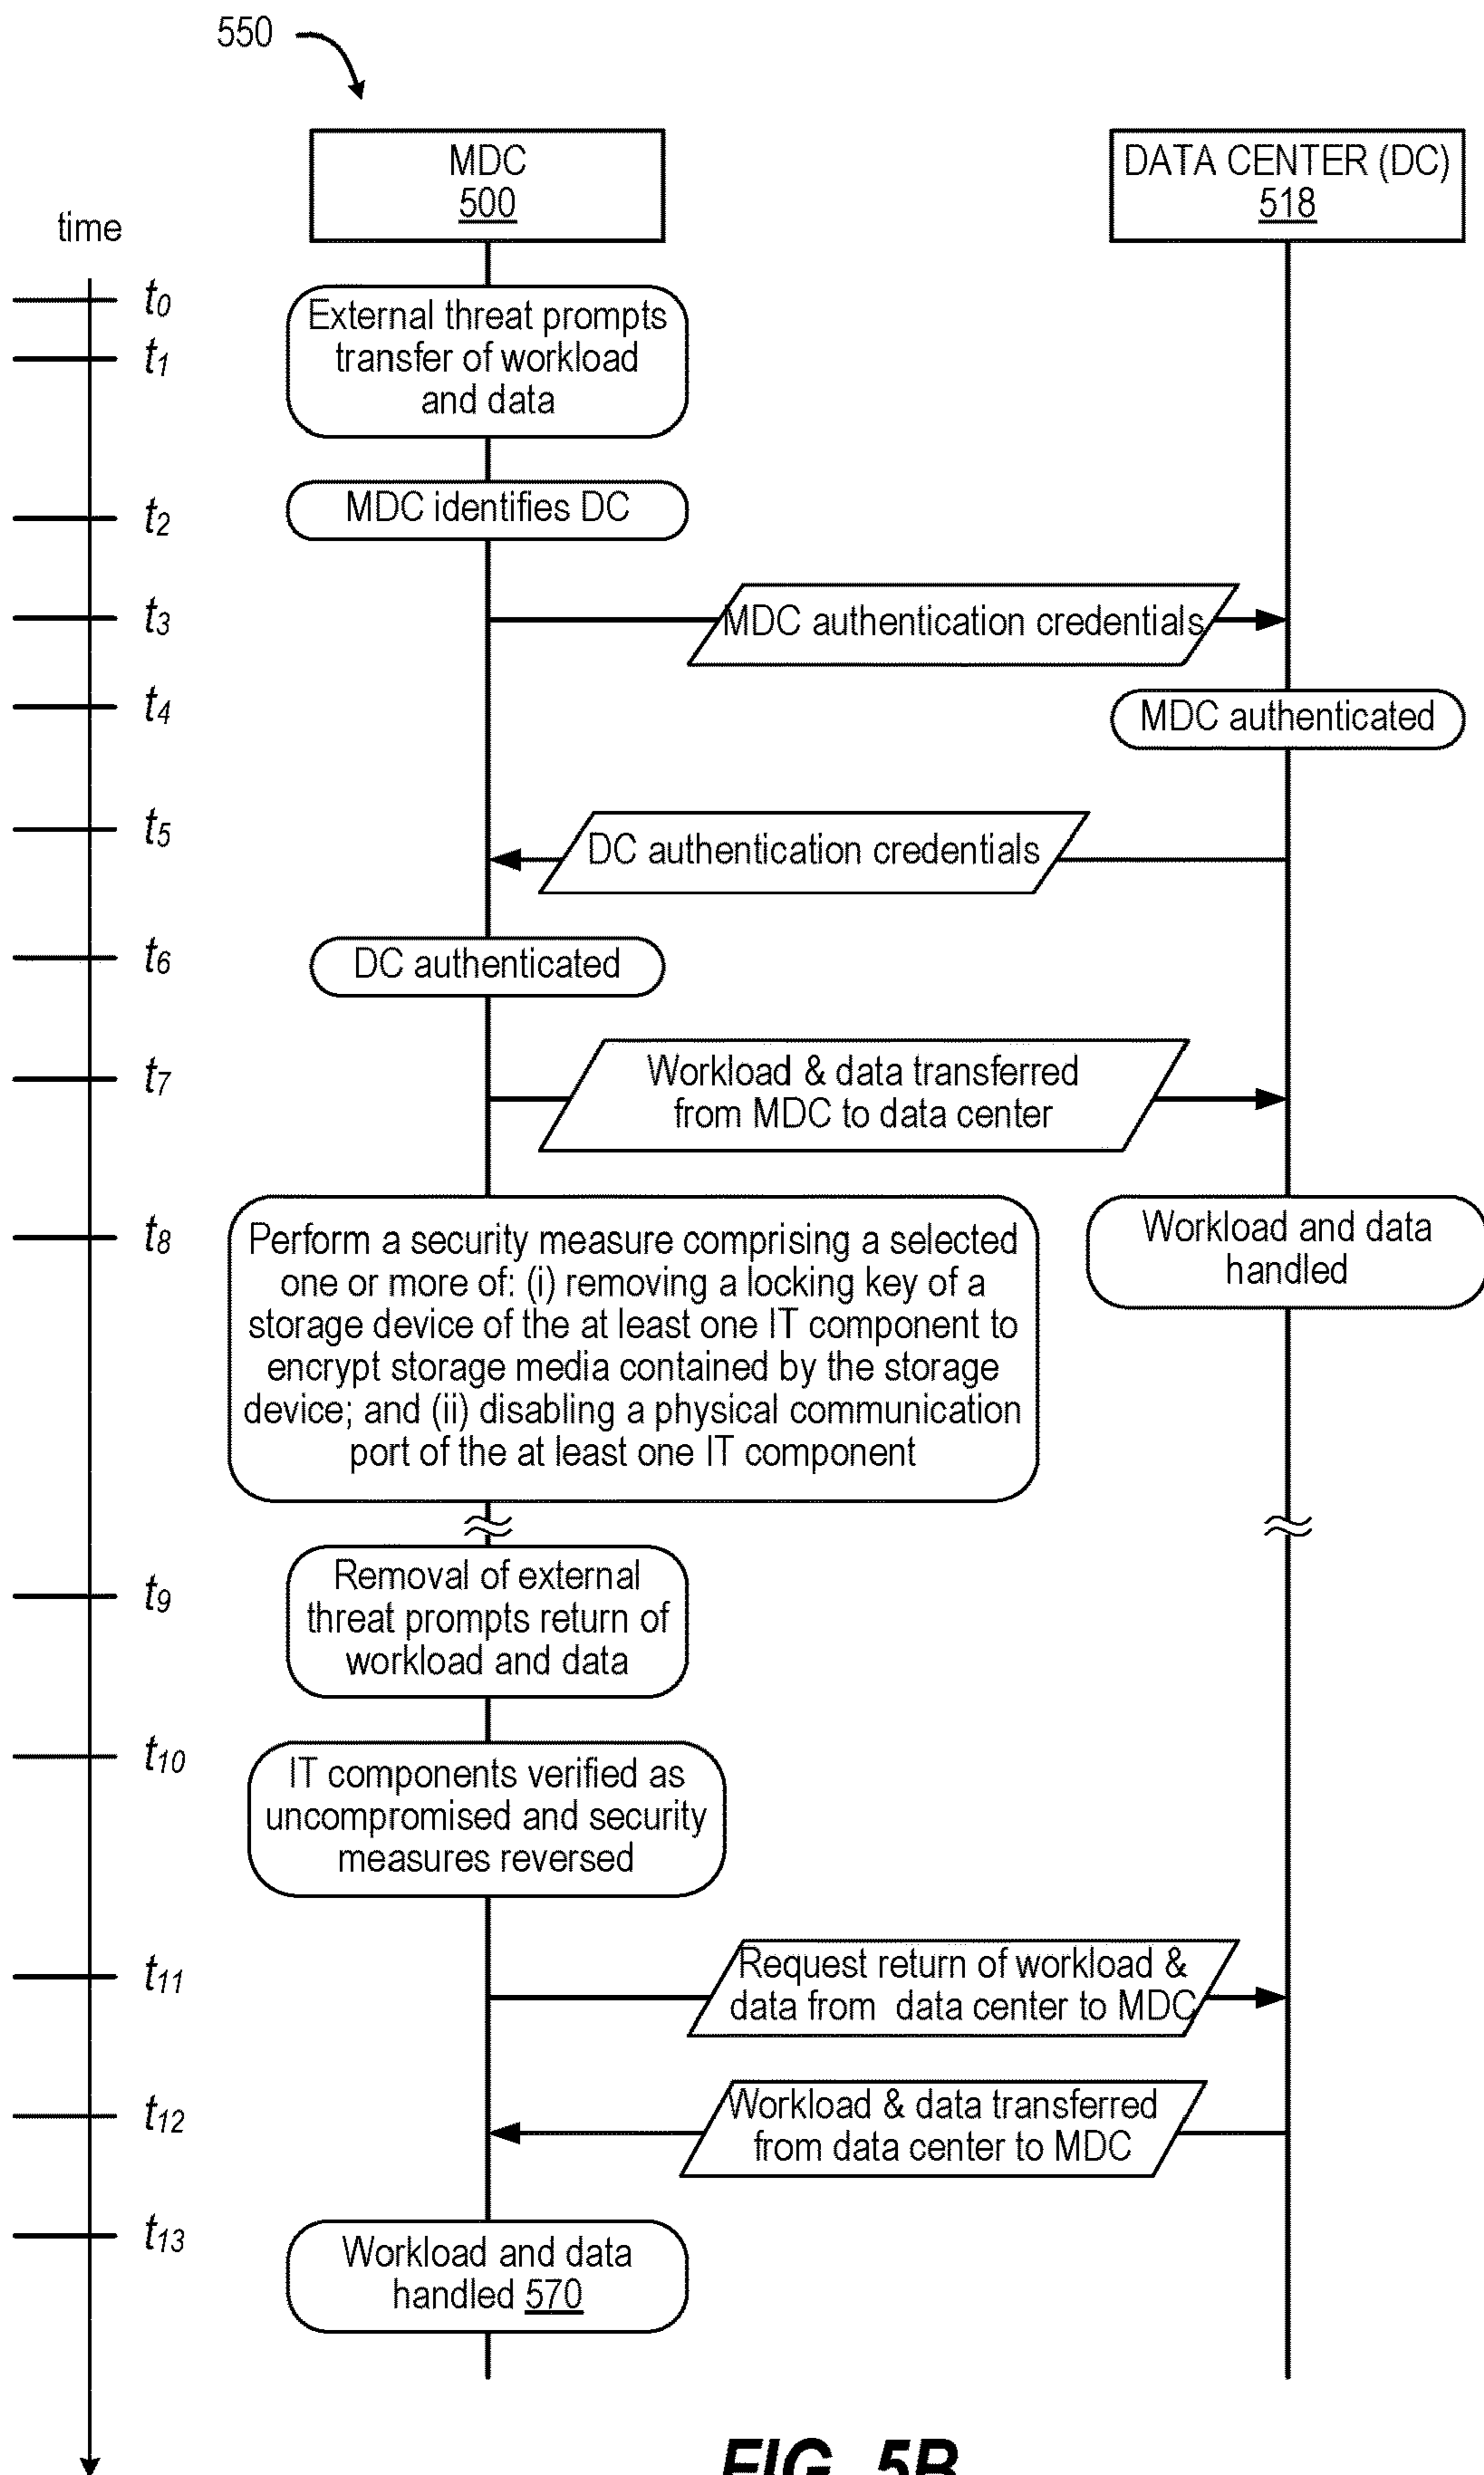 550
MDC
500
DATA CENTER (DC)
518
time
t0
External threat prompts
transfer of workload
and data
t1
MDC identifies DC
t2
t3
MDC authentication credentials
t4
MDC authenticated
t5
DC authentication credentials
t6
DC authenticated
t7
Workload & data transferred
from MDC to data center
t8
Perform a security measure comprising a selected
one or more of: (i) removing a locking key of a
storage device of the at least one IT component to
encrypt storage media contained by the storage
device; and (ii) disabling a physical communication
port of the at least one IT component
Workload and data
handled
t9
Removal of external
threat prompts return of
workload and data
t10
IT components verified as
uncompromised and security
measures reversed
t11
Request return of workload &
data from data center to MDC
t12
Workload & data transferred
from data center to MDC
t13
Workload and data
handled 570
FIG. 5B